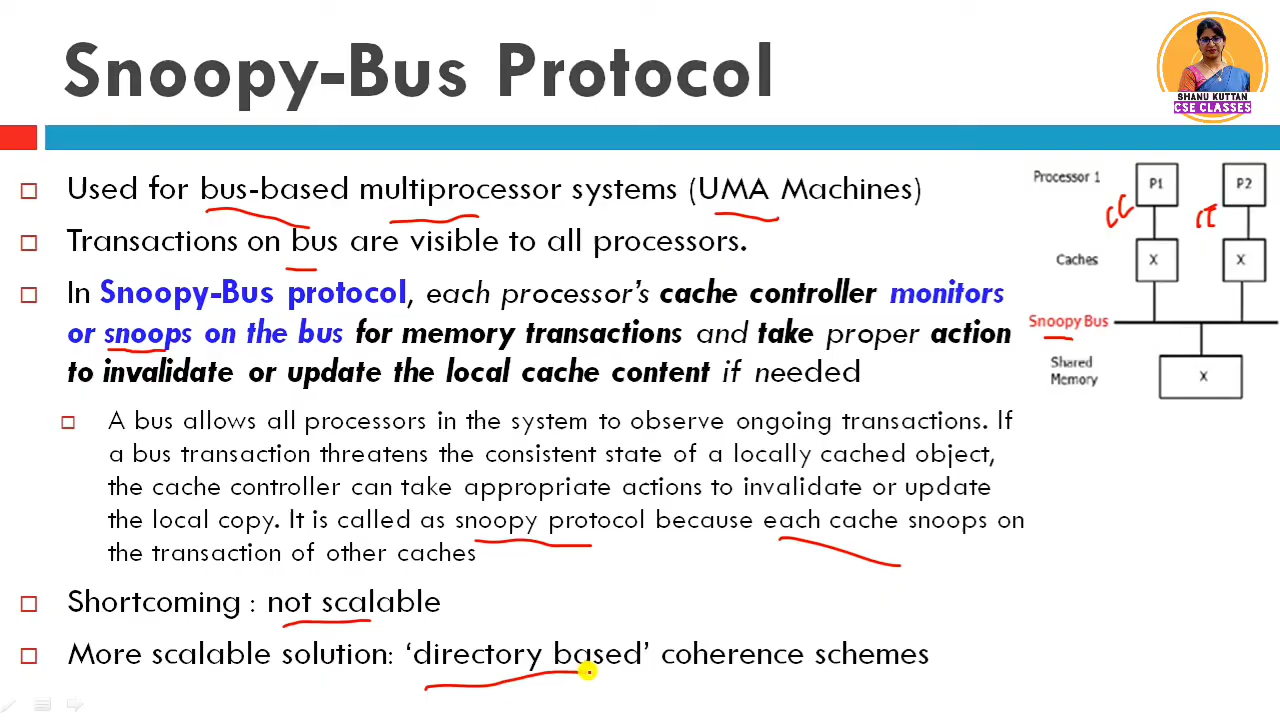 Snoopy-Bus Protocol
SHANU KUTTAN
CSE CLASSES
Used for bus-based multiprocessor systems (UMA Machines)
Transactions on bus are visible to all processors.
In Snoopy-Bus protocol, each processor's cache controller monitors
or snoops on the bus for memory transactions and take proper action
to invalidate or update the local cache content if needed
A bus allows all processors in the system to observe ongoing transactions. If
a bus transaction threatens the consistent state of a locally cached object,
the cache controller can take appropriate actions to invalidate or update
the local copy. It is called as snoopy protocol because each cache snoops on
the transaction of other caches
Shortcoming : not scalable
More scalable solution: 'directory based' coherence schemes
Processor 1 P1 P2
CC
Caches X X
Snoopy Bus
Shared
Memory
X